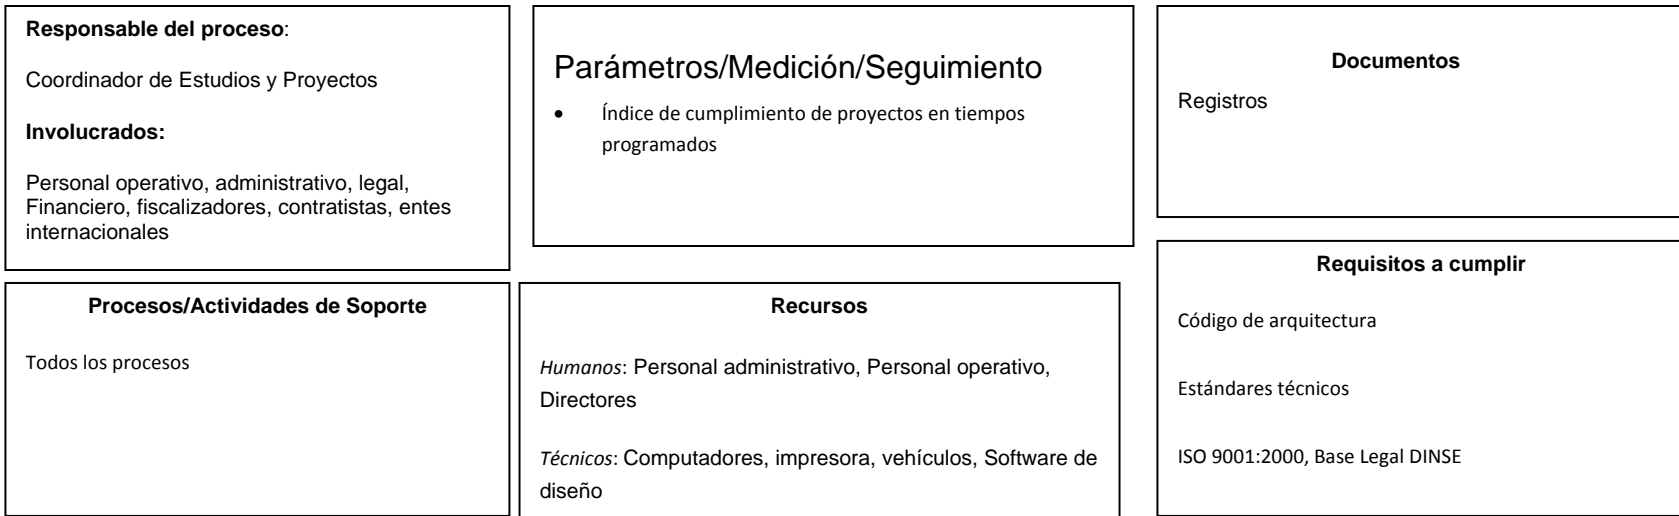 Responsable del proceso:
Coordinador de Estudios y Proyectos
Involucrados:
Personal operativo, administrativo, legal,
Financiero, fiscalizadores, contratistas, entes
internacionales
Parámetros/Medición/Seguimiento
• Índice de cumplimiento de proyectos en tiempos
programados
Documentos
Registros
Procesos/Actividades de Soporte
Todos los procesos
Recursos
Humanos: Personal administrativo, Personal operativo,
Directores
Técnicos: Computadores, impresora, vehículos, Software de
diseño
Requisitos a cumplir
Código de arquitectura
Estándares técnicos
ISO 9001:2000, Base Legal DINSE